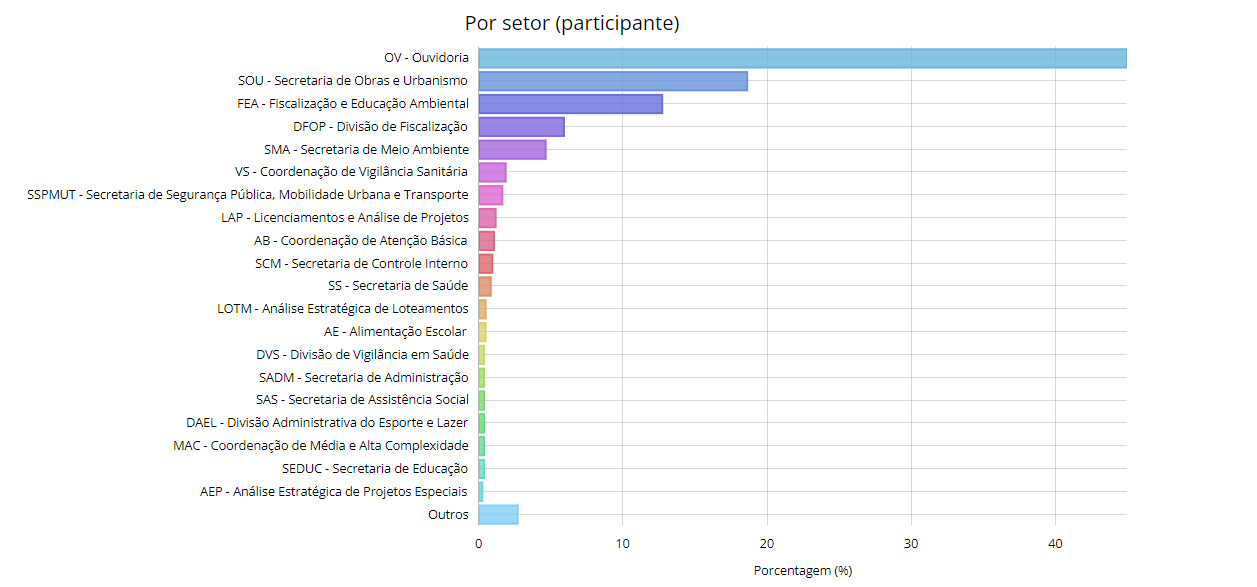 Por setor (participante)
OV - Ouvidoria
SOU - Secretaria de Obras e Urbanismo
FEA - Fiscalização e Educação Ambiental
DFOP - Divisão de Fiscalização
SMA - Secretaria de Meio Ambiente
VS - Coordenação de Vigilância Sanitária
SSPMUT - Secretaria de Segurança Pública, Mobilidade Urbana e Transporte
LAP - Licenciamentos e Análise de Projetos
AB - Coordenação de Atenção Básica
SCM - Secretaria de Controle Interno
SS - Secretaria de Saúde
LOTM - Análise Estratégica de Loteamentos
AE - Alimentação Escolar
DVS - Divisão de Vigilância em Saúde
SADM - Secretaria de Administração
SAS - Secretaria de Assistência Social
DAEL - Divisão Administrativa do Esporte e Lazer
MAC - Coordenação de Média e Alta Complexidade
SEDUC - Secretaria de Educação
AEP - Análise Estratégica de Projetos Especiais
Outros
0 10 20 30 40
Porcentagem (%)